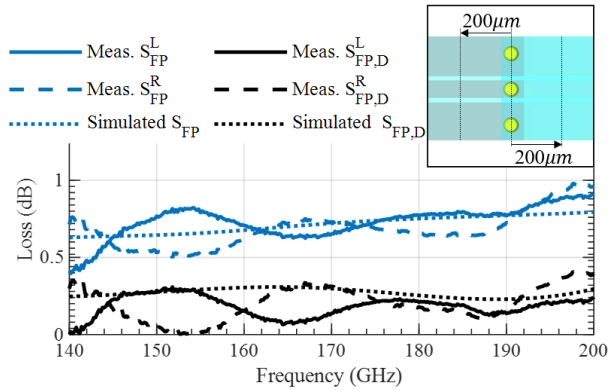 Meas. S^L_FP
Meas. S^L_FP,D
Meas. S^R_FP
Meas. S^R_FP,D
Simulated S_FP
Simulated S_FP,D
200μm
200μm
Loss (dB)
1
0.5
0
140 150 160 170 180 190 200
Frequency (GHz)